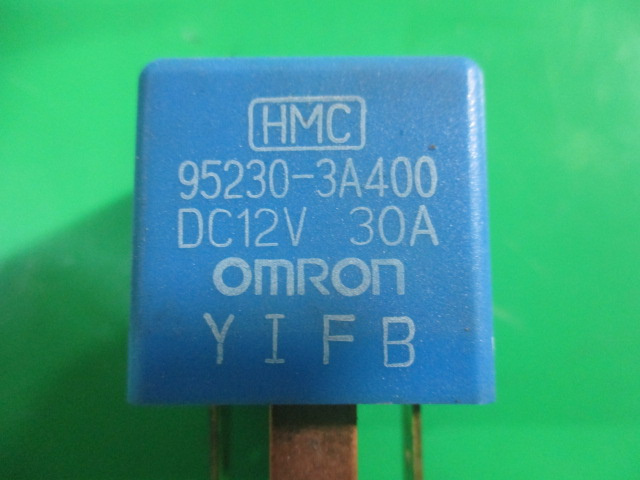 HMC
95230-3A400
DC12V 30A
OMRON
YIFB